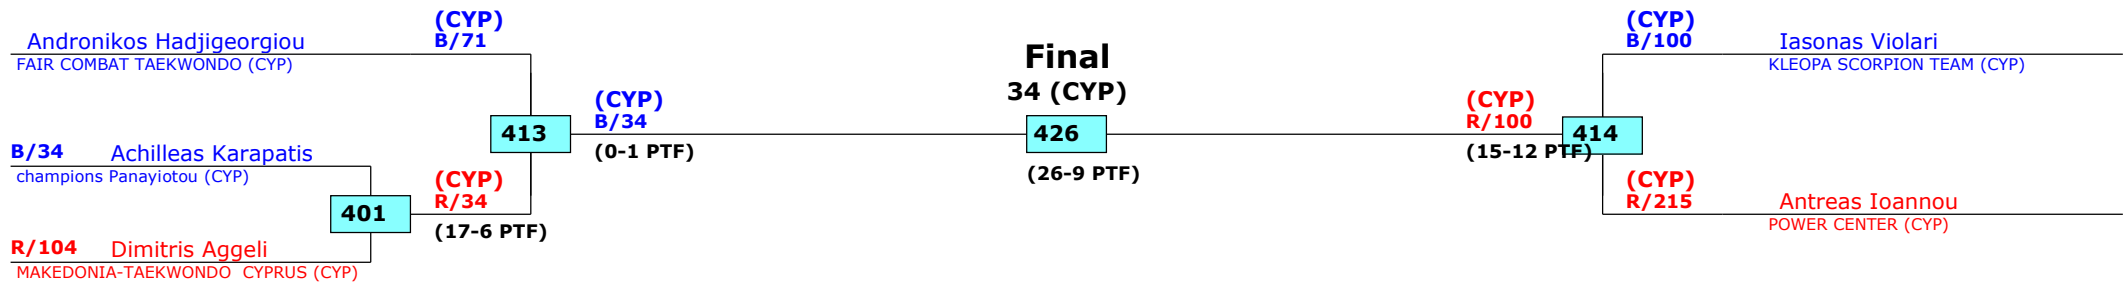 (CYP)
B/71
Andronikos Hadjigeorgiou
FAIR COMBAT TAEKWONDO (CYP)
B/34 Achilleas Karapatis
champions Panayiotou (CYP)
401
R/104 Dimitris Aggeli
MAKEDONIA-TAEKWONDO CYPRUS (CYP)
(CYP)
R/34
(17-6 PTF)
413
(CYP)
B/34
(0-1 PTF)
Final
34 (CYP)
426
(26-9 PTF)
(CYP)
R/100
(15-12 PTF)
414
(CYP)
B/100
Iasonas Violari
KLEOPA SCORPION TEAM (CYP)
(CYP)
R/215
Antreas Ioannou
POWER CENTER (CYP)